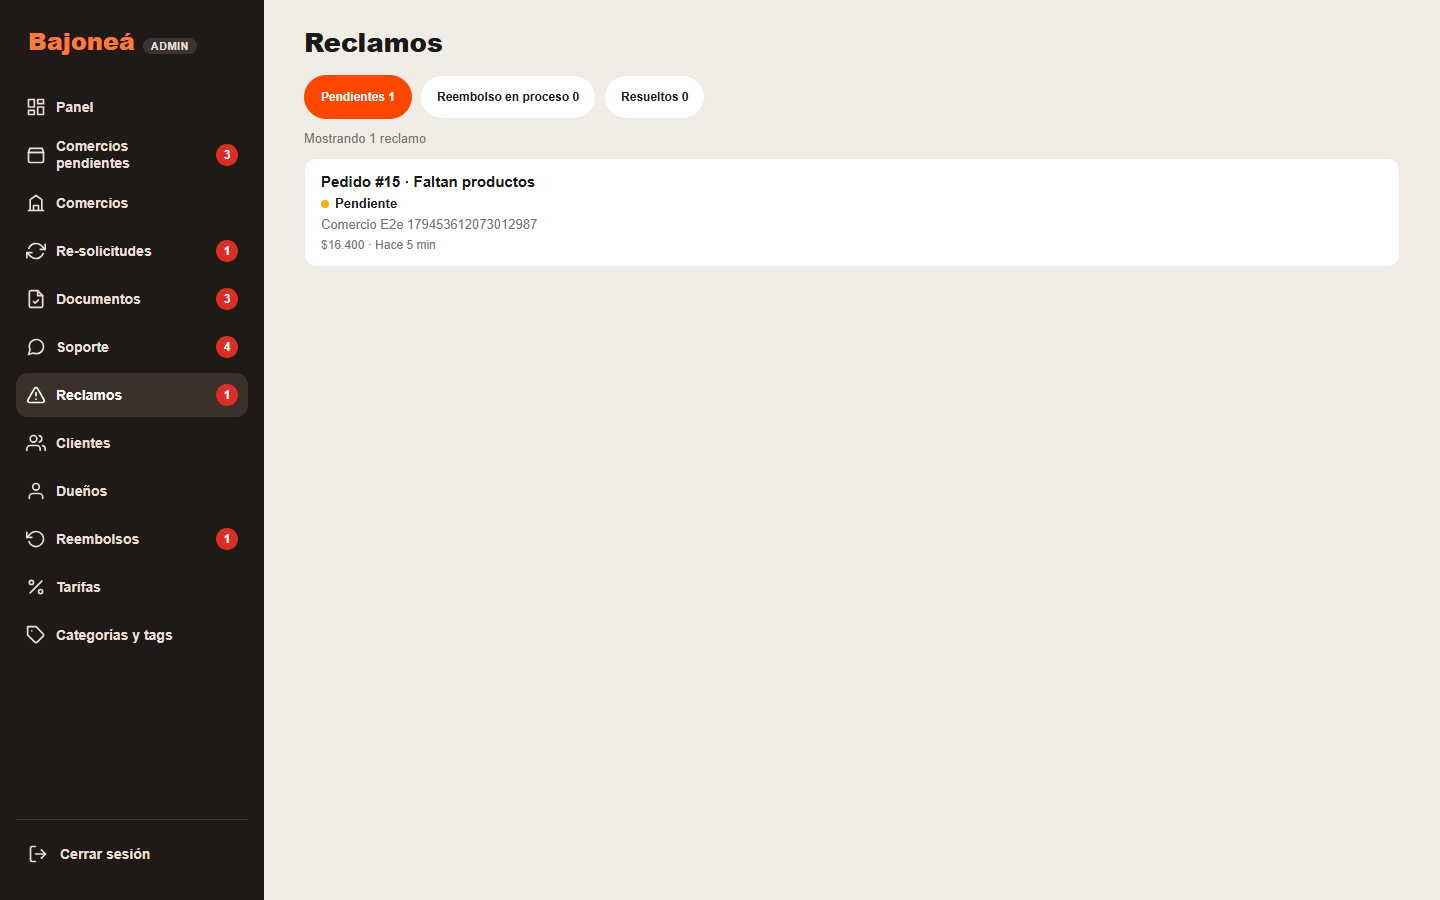 Bajoneá ADMIN
Panel
Comercios
pendientes 3
Comercios
Re-solicitudes 1
Documentos 3
Soporte 4
Reclamos 1
Clientes
Dueños
Reembolsos 1
Tarifas
Categorías y tags
Cerrar sesión
Reclamos
Pendientes 1 Reembolso en proceso 0 Resueltos 0
Mostrando 1 reclamo
Pedido #15 · Faltan productos
Pendiente
Comercio E2e 179453612073012987
$16.400 · Hace 5 min